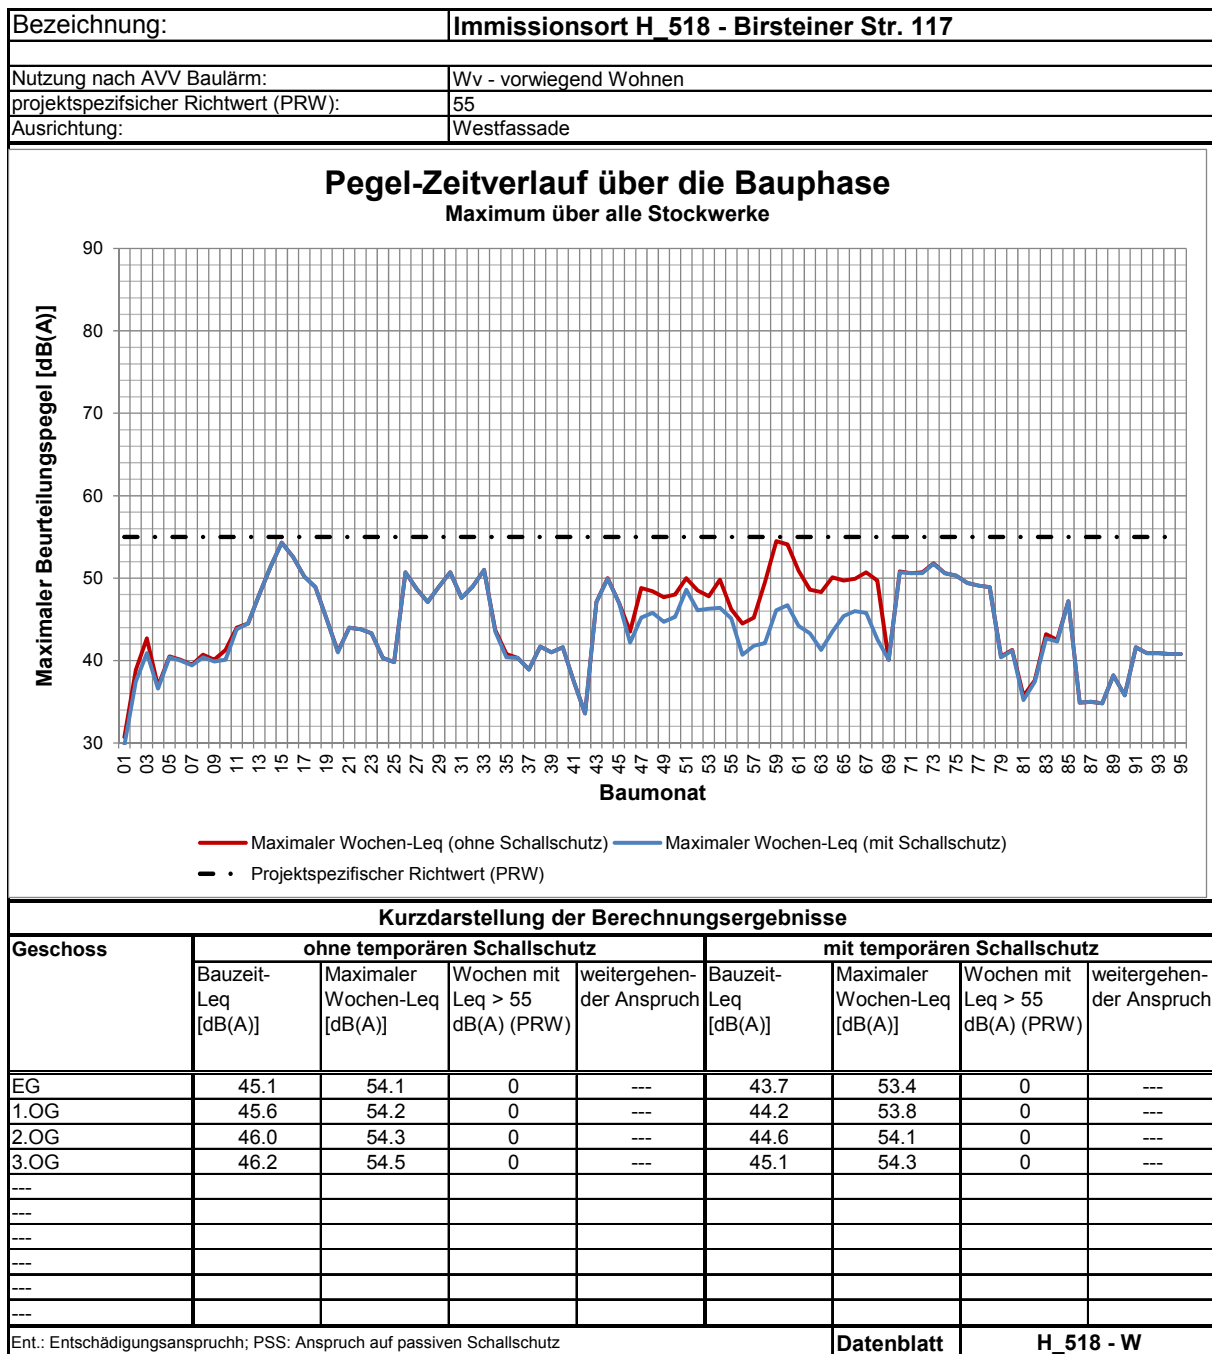 Bezeichnung: Immissionsort H_518 - Birsteiner Str. 117
Nutzung nach AVV Baulärm: Wv - vorwiegend Wohnen
projektspezifsicher Richtwert (PRW): 55
Ausrichtung: Westfassade
Pegel-Zeitverlauf über die Bauphase
Maximum über alle Stockwerke
Maximaler Beurteilungspegel [dB(A)]
90
80
70
60
50
40
30
01 03 05 07 09 11 13 15 17 19 21 23 25 27 29 31 33 35 37 39 41 43 45 47 49 51 53 55 57 59 61 63 65 67 69 71 73 75 77 79 81 83 85 87 89 91 93 95
Baumonat
Maximaler Wochen-Leq (ohne Schallschutz) Maximaler Wochen-Leq (mit Schallschutz)
Projektspezifischer Richtwert (PRW)
Kurzdarstellung der Berechnungsergebnisse
Geschoss ohne temporären Schallschutz mit temporären Schallschutz
Bauzeit- Maximaler Wochen mit weitergehen- Bauzeit- Maximaler Wochen mit weitergehen-
Leq Wochen-Leq Leq > 55 der Anspruch Leq Wochen-Leq Leq > 55 der Anspruch
[dB(A)] [dB(A)] dB(A) (PRW) [dB(A)] [dB(A)] dB(A) (PRW)
EG 45.1 54.1 0 --- 43.7 53.4 0 ---
1.OG 45.6 54.2 0 --- 44.2 53.8 0 ---
2.OG 46.0 54.3 0 --- 44.6 54.1 0 ---
3.OG 46.2 54.5 0 --- 45.1 54.3 0 ---
---
---
---
---
---
---
Ent.: Entschädigungsanspruchh; PSS: Anspruch auf passiven Schallschutz Datenblatt H_518 - W